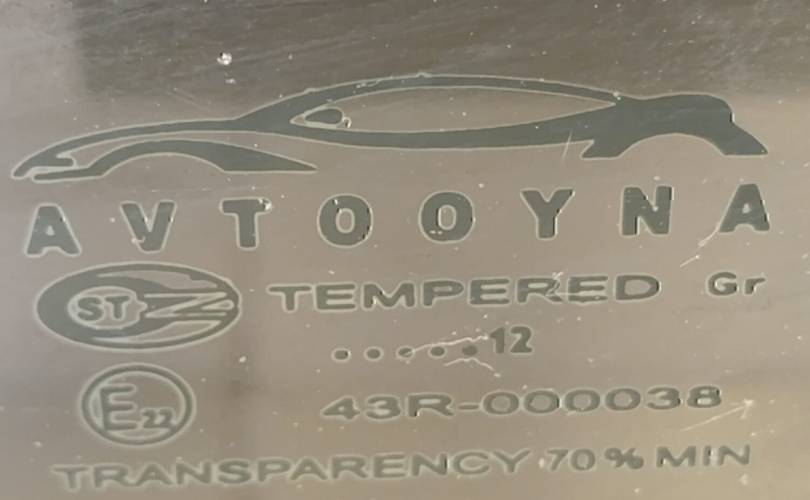 AVTOOYNA
ST TEMPERED Gr
.....12
E22 43R-000038
TRANSPARENCY 70% MIN